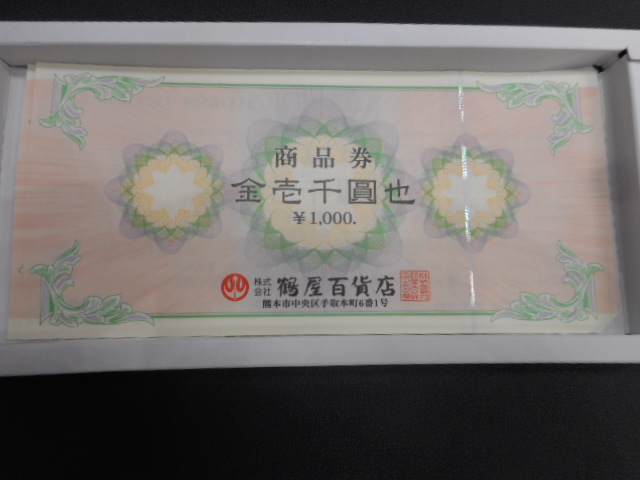 商品券
金壱千圓也
￥1,000.
株式会社 鶴屋百貨店
熊本市中央区手取本町6番1号